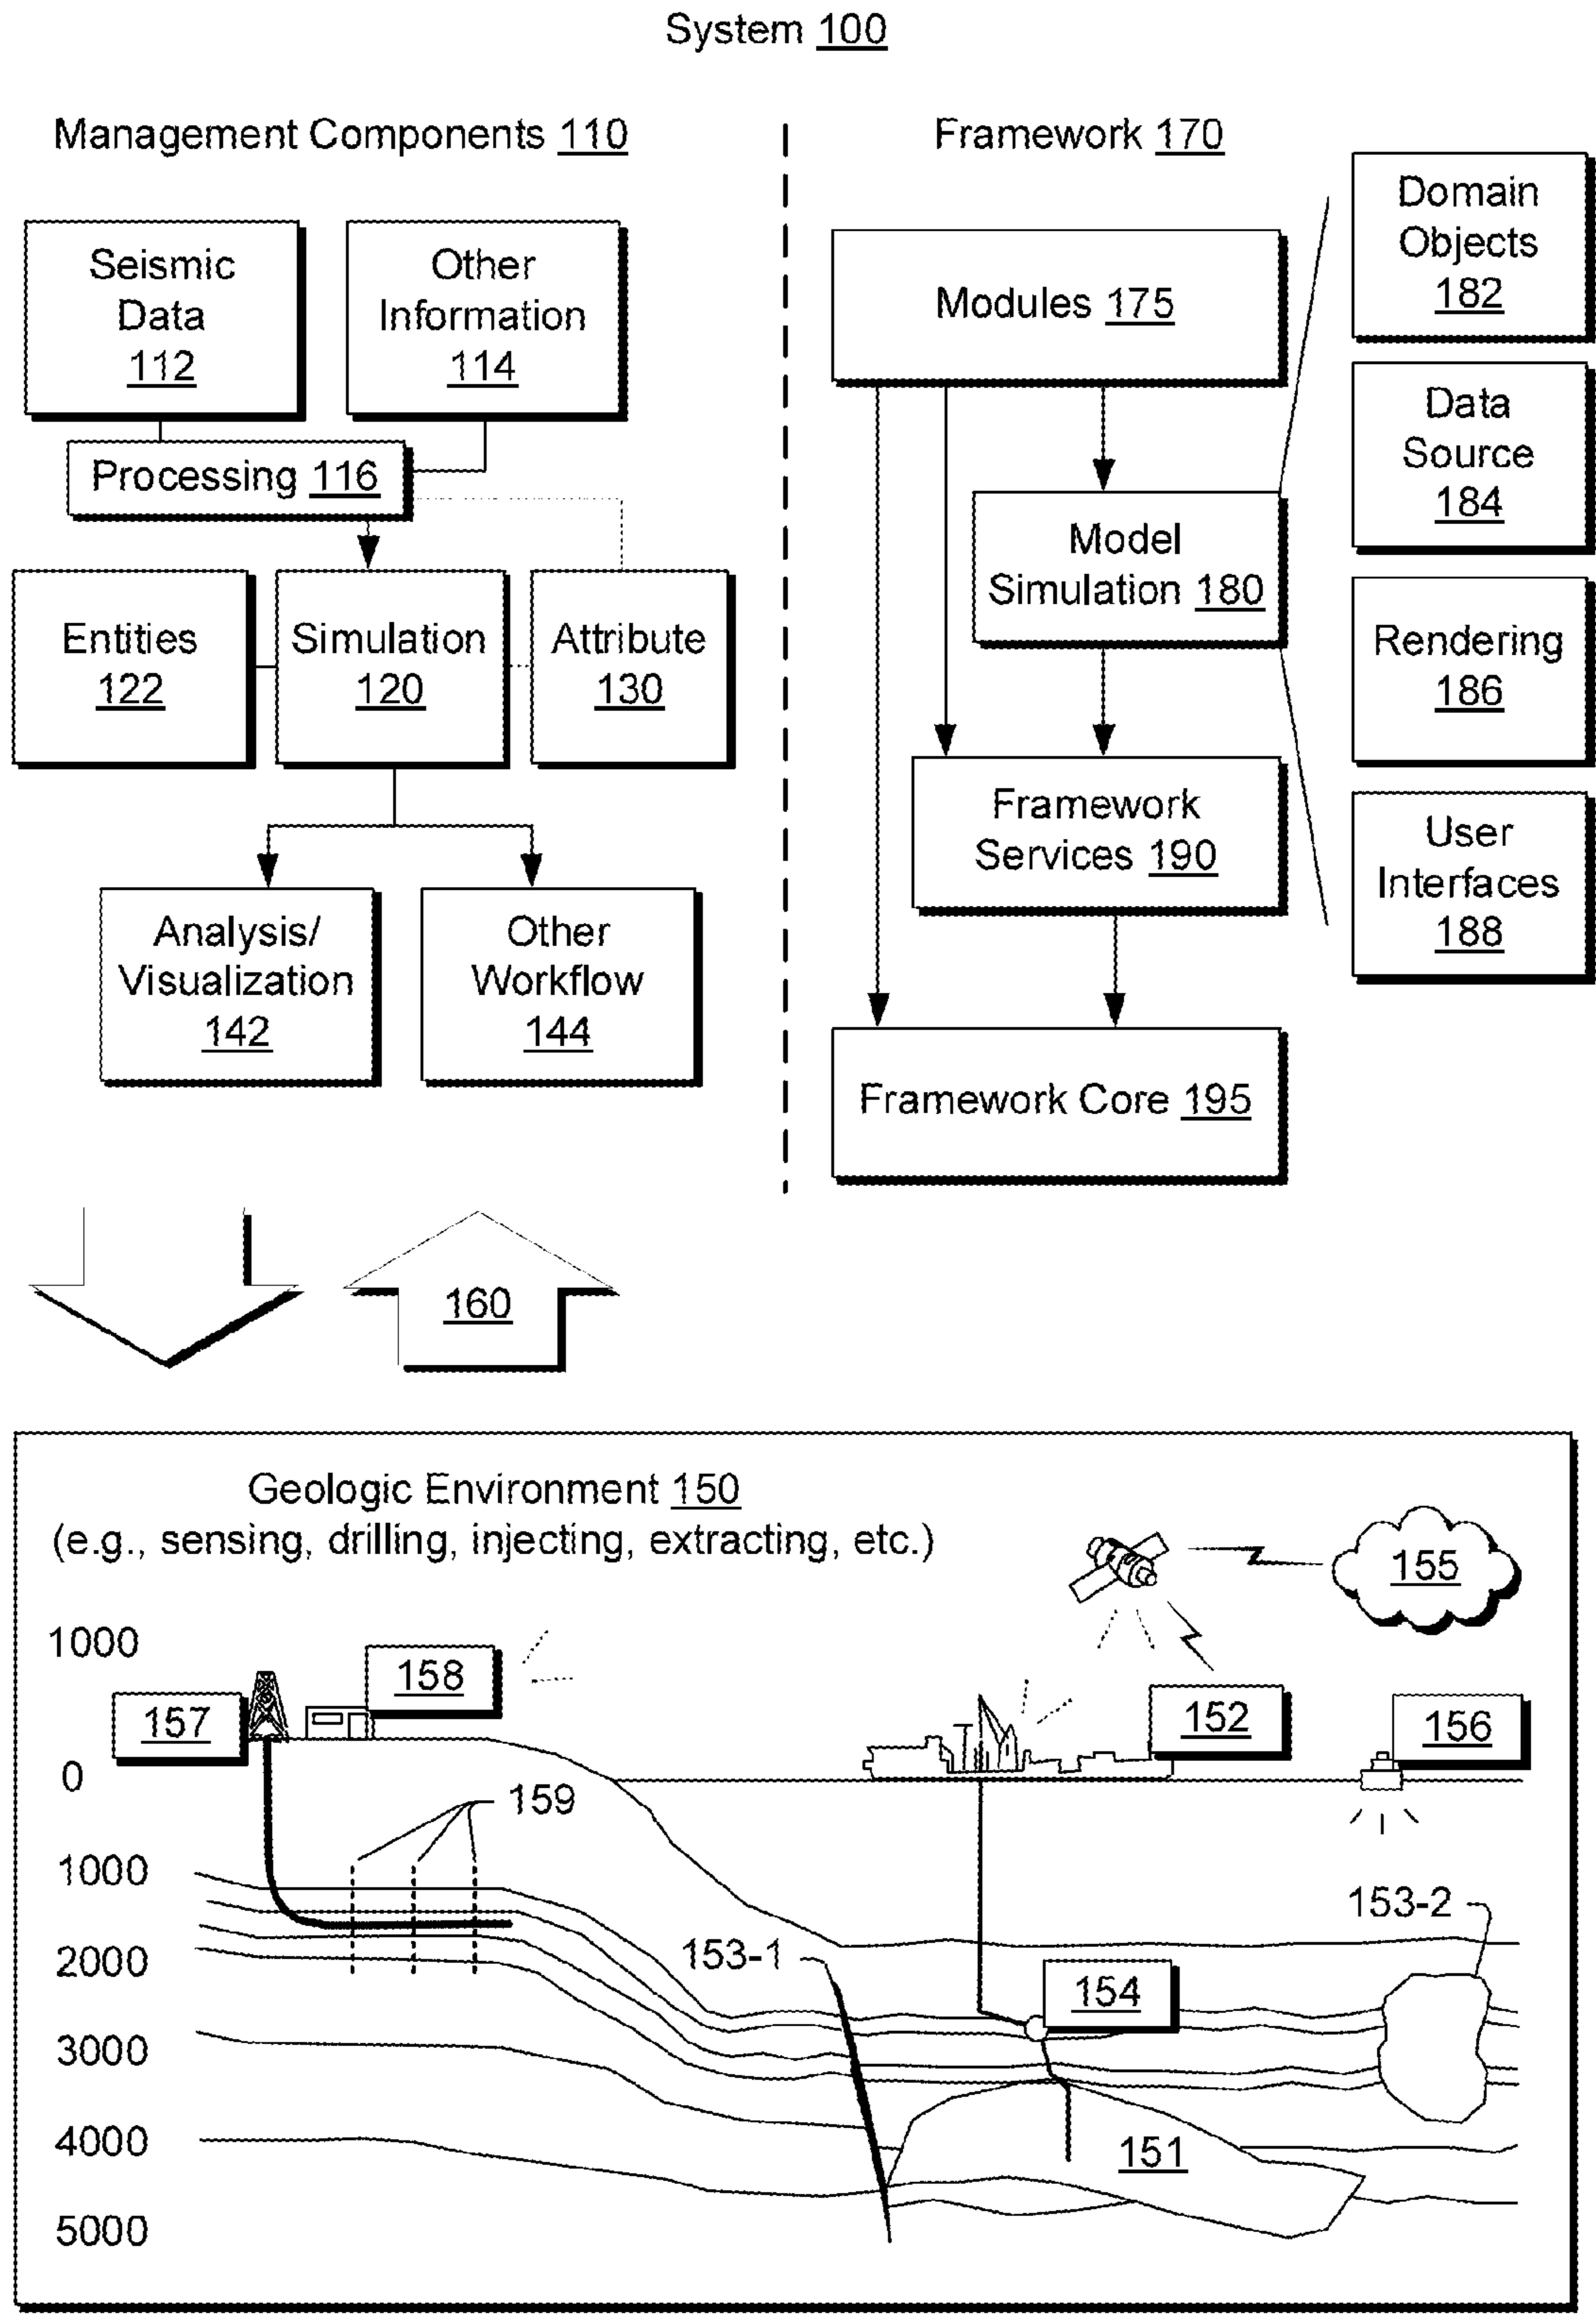 System 100
Management Components 110
Seismic
Data
112
Other
Information
114
Processing 116
Entities
122
Simulation
120
Attribute
130
Analysis/
Visualization
142
Other
Workflow
144
Framework 170
Modules 175
Model
Simulation 180
Framework
Services 190
Framework Core 195
Domain
Objects
182
Data
Source
184
Rendering
186
User
Interfaces
188
160
Geologic Environment 150
(e.g., sensing, drilling, injecting, extracting, etc.)
155
1000
158
157
152
156
0
159
1000
153-2
153-1
2000
154
3000
4000
151
5000